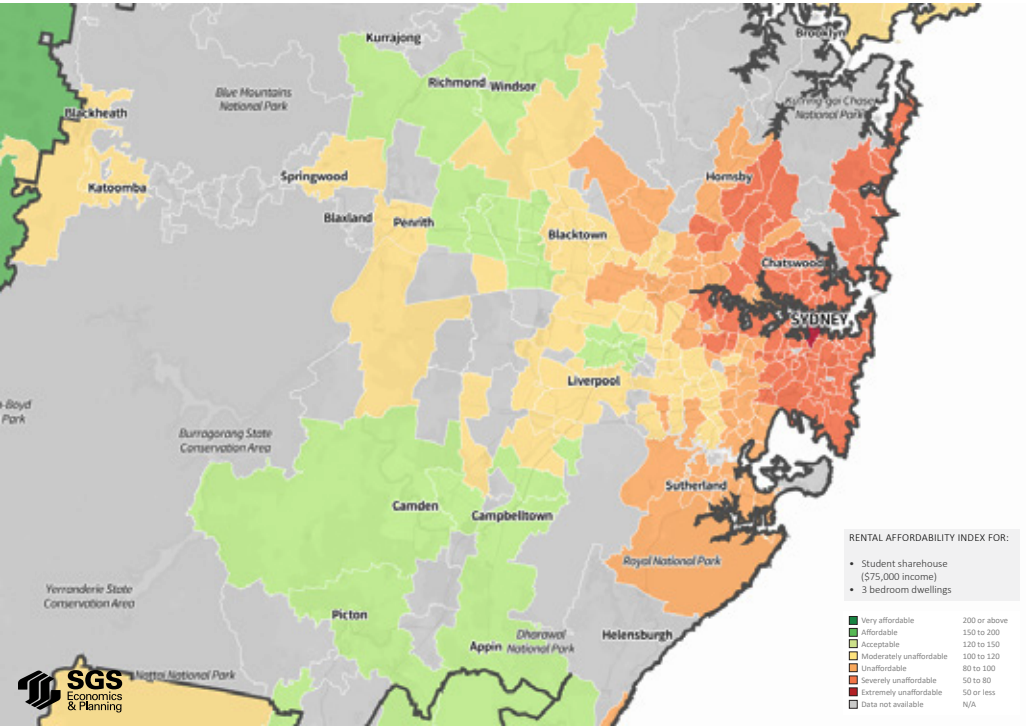 Brooklyn
Kurrajong
Richmond Windsor
Blue Mountains
National Park
Blackheath
Ku-ring-gai Chase
National Park
Katoomba
Springwood
Hornsby
Blaxland
Penrith
Blacktown
Chatswood
SYDNEY
Liverpool
a-Boyd
Park
Burragorang State
Conservation Area
Sutherland
Camden
Campbelltown
Royal National Park
Yerranderie State
Conservation Area
Picton
Appin
Dharawal
National Park
Helensburgh
Nattai National Park
SGS
Economics
& Planning
RENTAL AFFORDABILITY INDEX FOR:
• Student sharehouse
($75,000 income)
• 3 bedroom dwellings
Very affordable 200 or above
Affordable 150 to 200
Acceptable 120 to 150
Moderately unaffordable 100 to 120
Unaffordable 80 to 100
Severely unaffordable 50 to 80
Extremely unaffordable 50 or less
Data not available N/A